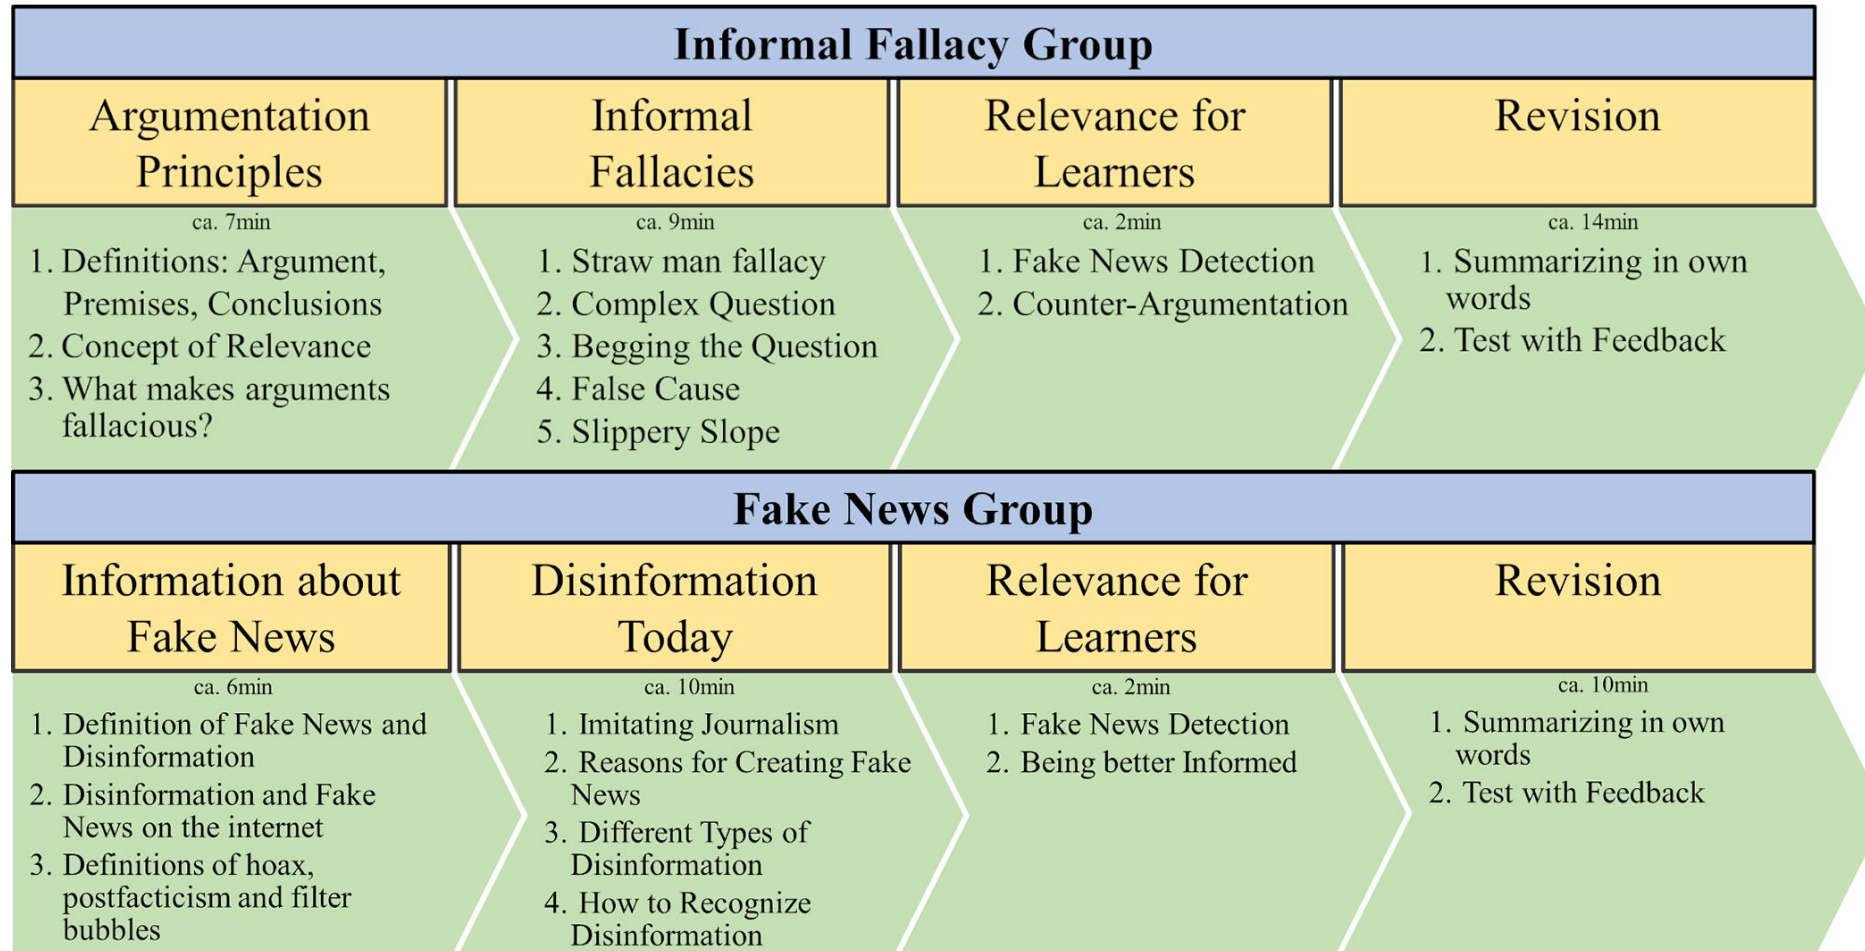 Informal Fallacy Group
Argumentation
Principles
ca. 7min
1. Definitions: Argument,
Premises, Conclusions
2. Concept of Relevance
3. What makes arguments
fallacious?
Informal
Fallacies
ca. 9min
1. Straw man fallacy
2. Complex Question
3. Begging the Question
4. False Cause
5. Slippery Slope
Relevance for
Learners
ca. 2min
1. Fake News Detection
2. Counter-Argumentation
Revision
ca. 14min
1. Summarizing in own
words
2. Test with Feedback
Fake News Group
Information about
Fake News
ca. 6min
1. Definition of Fake News and
Disinformation
2. Disinformation and Fake
News on the internet
3. Definitions of hoax,
postfacticism and filter
bubbles
Disinformation
Today
ca. 10min
1. Imitating Journalism
2. Reasons for Creating Fake
News
3. Different Types of
Disinformation
4. How to Recognize
Disinformation
Relevance for
Learners
ca. 2min
1. Fake News Detection
2. Being better Informed
Revision
ca. 10min
1. Summarizing in own
words
2. Test with Feedback